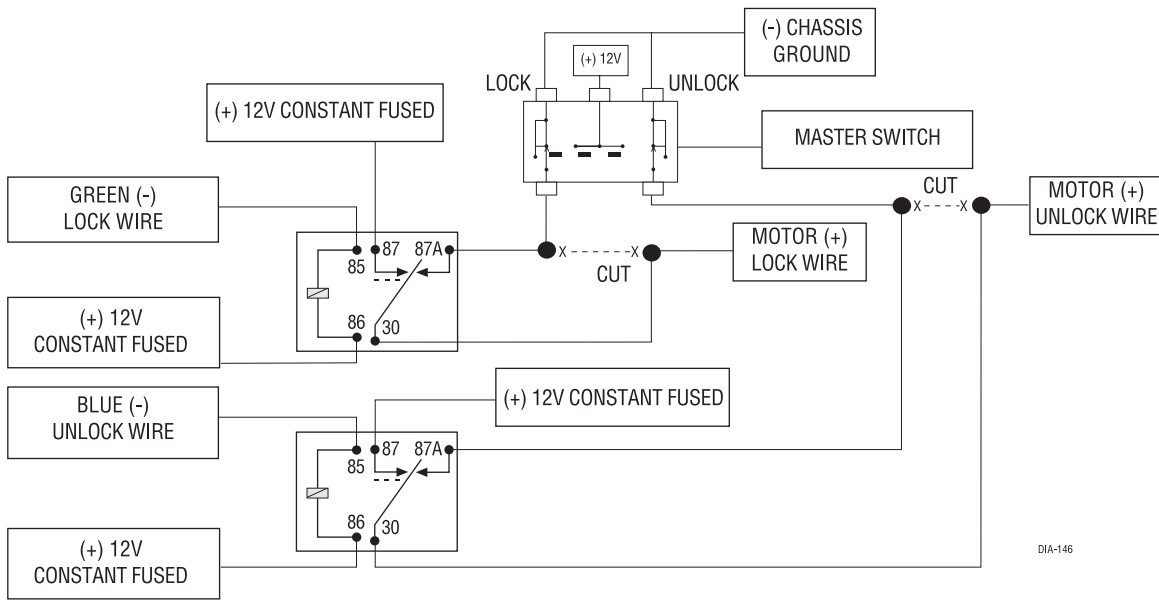 (-) CHASSIS
GROUND
(+) 12V
LOCK
UNLOCK
(+) 12V CONSTANT FUSED
MASTER SWITCH
GREEN (-)
LOCK WIRE
CUT
MOTOR (+)
UNLOCK WIRE
87
87A
85
MOTOR (+)
LOCK WIRE
CUT
86
30
(+) 12V
CONSTANT FUSED
(+) 12V CONSTANT FUSED
BLUE (-)
UNLOCK WIRE
87
87A
85
86
30
(+) 12V
CONSTANT FUSED
DIA-146
X
X
X
X